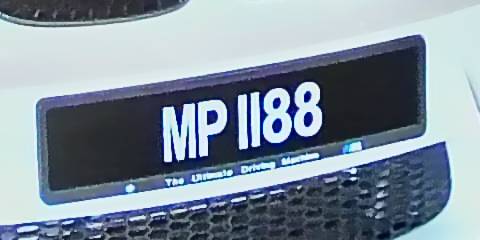 MP 1188
The Ultimate Driving Machine